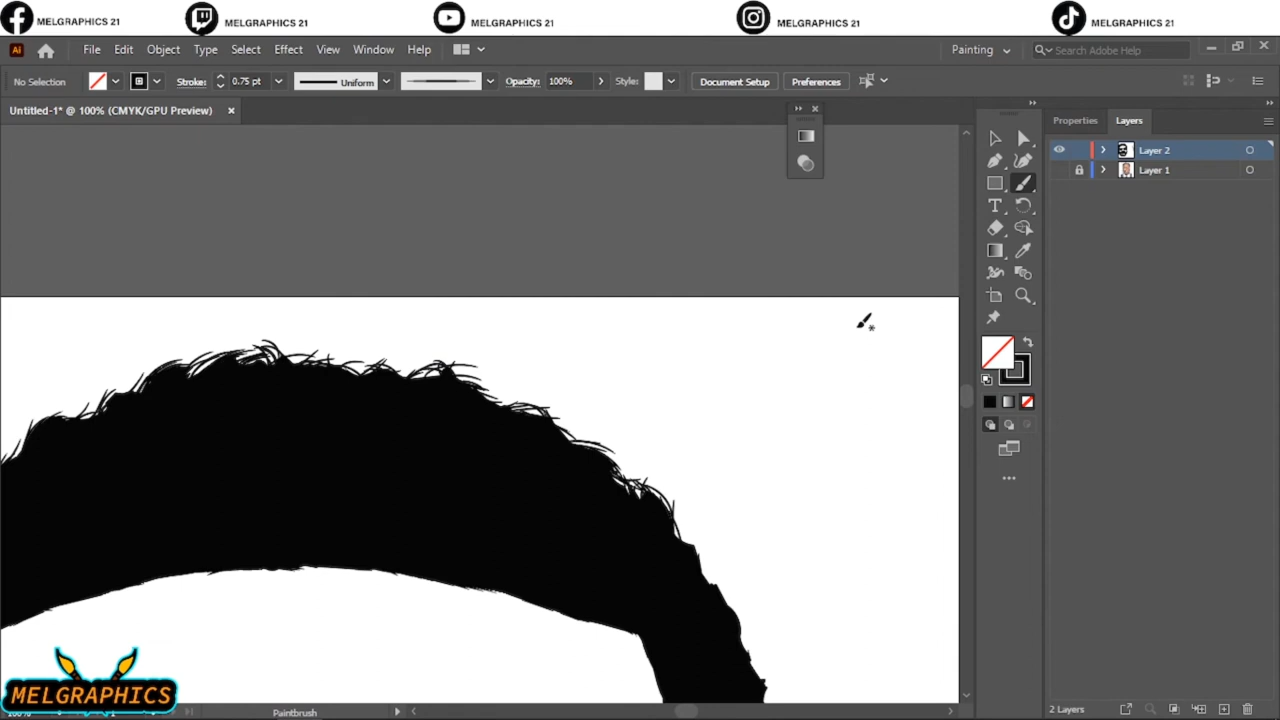 MELGRAPHICS 21
MELGRAPHICS 21
MELGRAPHICS 21
MELGRAPHICS 21
MELGRAPHICS 21
Ai
File Edit Object Type Select Effect View Window Help
Painting
Search Adobe Help
No Selection
Stroke:
0.75 pt
Uniform
Opacity:
100%
Style:
Document Setup
Preferences
Untitled-1* @ 100% (CMYK/GPU Preview)
Properties
Layers
Layer 2
Layer 1
MELGRAPHICS
Paintbrush
2 Layers